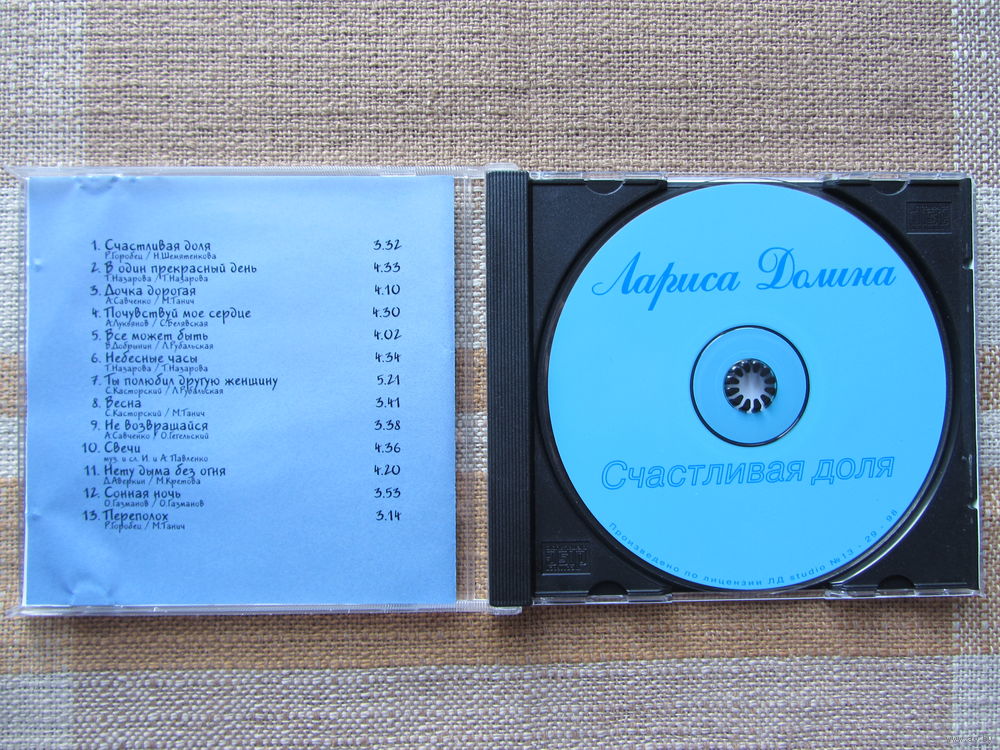 1. Счастливая доля 3.32
Р.Горобец / Н.Шемятенкова
2. В один прекрасный день 4.33
Т.Назарова / Т.Назарова
3. Дочка дорогая 4.10
А.Савченко / М.Танич
4. Почувствуй мое сердце 4.30
А.Лукьянов / С.Белявская
5. Все может быть 4.02
В.Добрынин / Л.Рубальская
6. Небесные часы 4.34
Т.Назарова / Т.Назарова
7. Ты полюбил другую женщину 5.21
С.Касторский / Л.Рубальская
8. Весна 3.41
С.Касторский / М.Танич
9. Не возвращайся 3.38
А.Савченко / О.Гегельский
10. Свечи 4.36
муз. и сл. И. и А. Павленко
11. Нету дыма без огня 4.20
Д.Аверкин / М.Кретова
12. Сонная ночь 3.53
О.Газманов / О.Газманов
13. Переполох 3.14
Р.Горобец / М.Танич
Лариса Долина
Счастливая доля
Произведено по лицензии ЛД studio №13 - 29 - 98